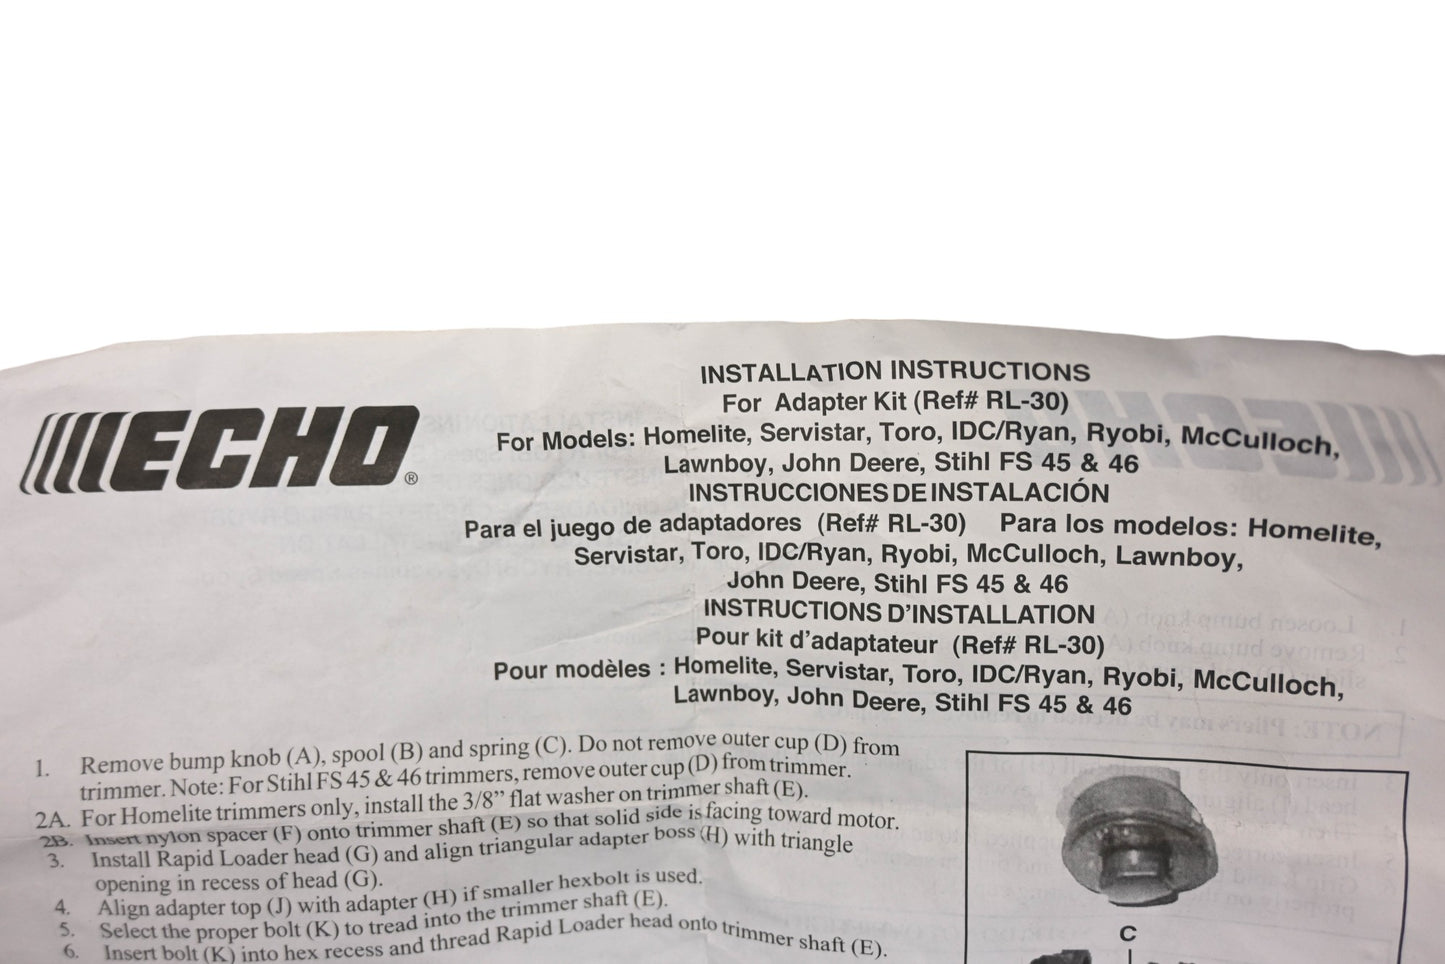 ECHO®
INSTALLATION INSTRUCTIONS
For Adapter Kit (Ref# RL-30)
For Models: Homelite, Servistar, Toro, IDC/Ryan, Ryobi, McCulloch,
Lawnboy, John Deere, Stihl FS 45 & 46
INSTRUCCIONES DE INSTALACIÓN
Para el juego de adaptadores (Ref# RL-30) Para los modelos: Homelite,
Servistar, Toro, IDC/Ryan, Ryobi, McCulloch, Lawnboy,
John Deere, Stihl FS 45 & 46
INSTRUCTIONS D'INSTALLATION
Pour kit d'adaptateur (Ref# RL-30)
Pour modèles : Homelite, Servistar, Toro, IDC/Ryan, Ryobi, McCulloch,
Lawnboy, John Deere, Stihl FS 45 & 46
1. Remove bump knob (A), spool (B) and spring (C). Do not remove outer cup (D) from
trimmer. Note: For Stihl FS 45 & 46 trimmers, remove outer cup (D) from trimmer.
2A. For Homelite trimmers only, install the 3/8” flat washer on trimmer shaft (E).
2B. Insert nylon spacer (F) onto trimmer shaft (E) so that solid side is facing toward motor.
3. Install Rapid Loader head (G) and align triangular adapter boss (H) with triangle
opening in recess of head (G).
4. Align adapter top (J) with adapter (H) if smaller hexbolt is used.
5. Select the proper bolt (K) to tread into the trimmer shaft (E).
6. Insert bolt (K) into hex recess and thread Rapid Loader head onto trimmer shaft (E).
C